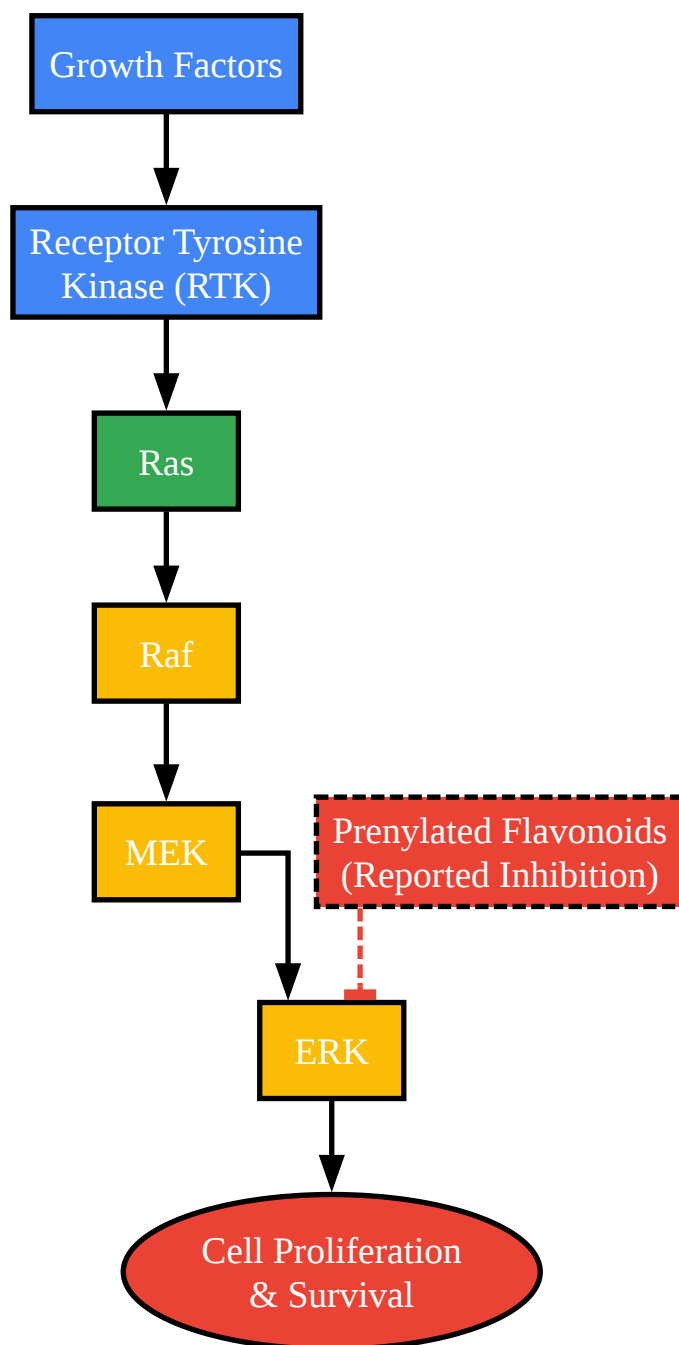 Growth Factors
Receptor Tyrosine
Kinase (RTK)
Ras
Raf
MEK
Prenylated Flavonoids
(Reported Inhibition)
ERK
Cell Proliferation
& Survival